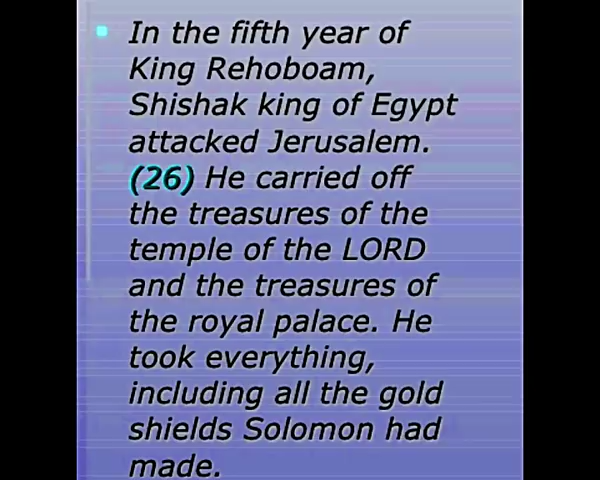 In the fifth year of
King Rehoboam,
Shishak king of Egypt
attacked Jerusalem.
(26) He carried off
the treasures of the
temple of the LORD
and the treasures of
the royal palace. He
took everything,
including all the gold
shields Solomon had
made.